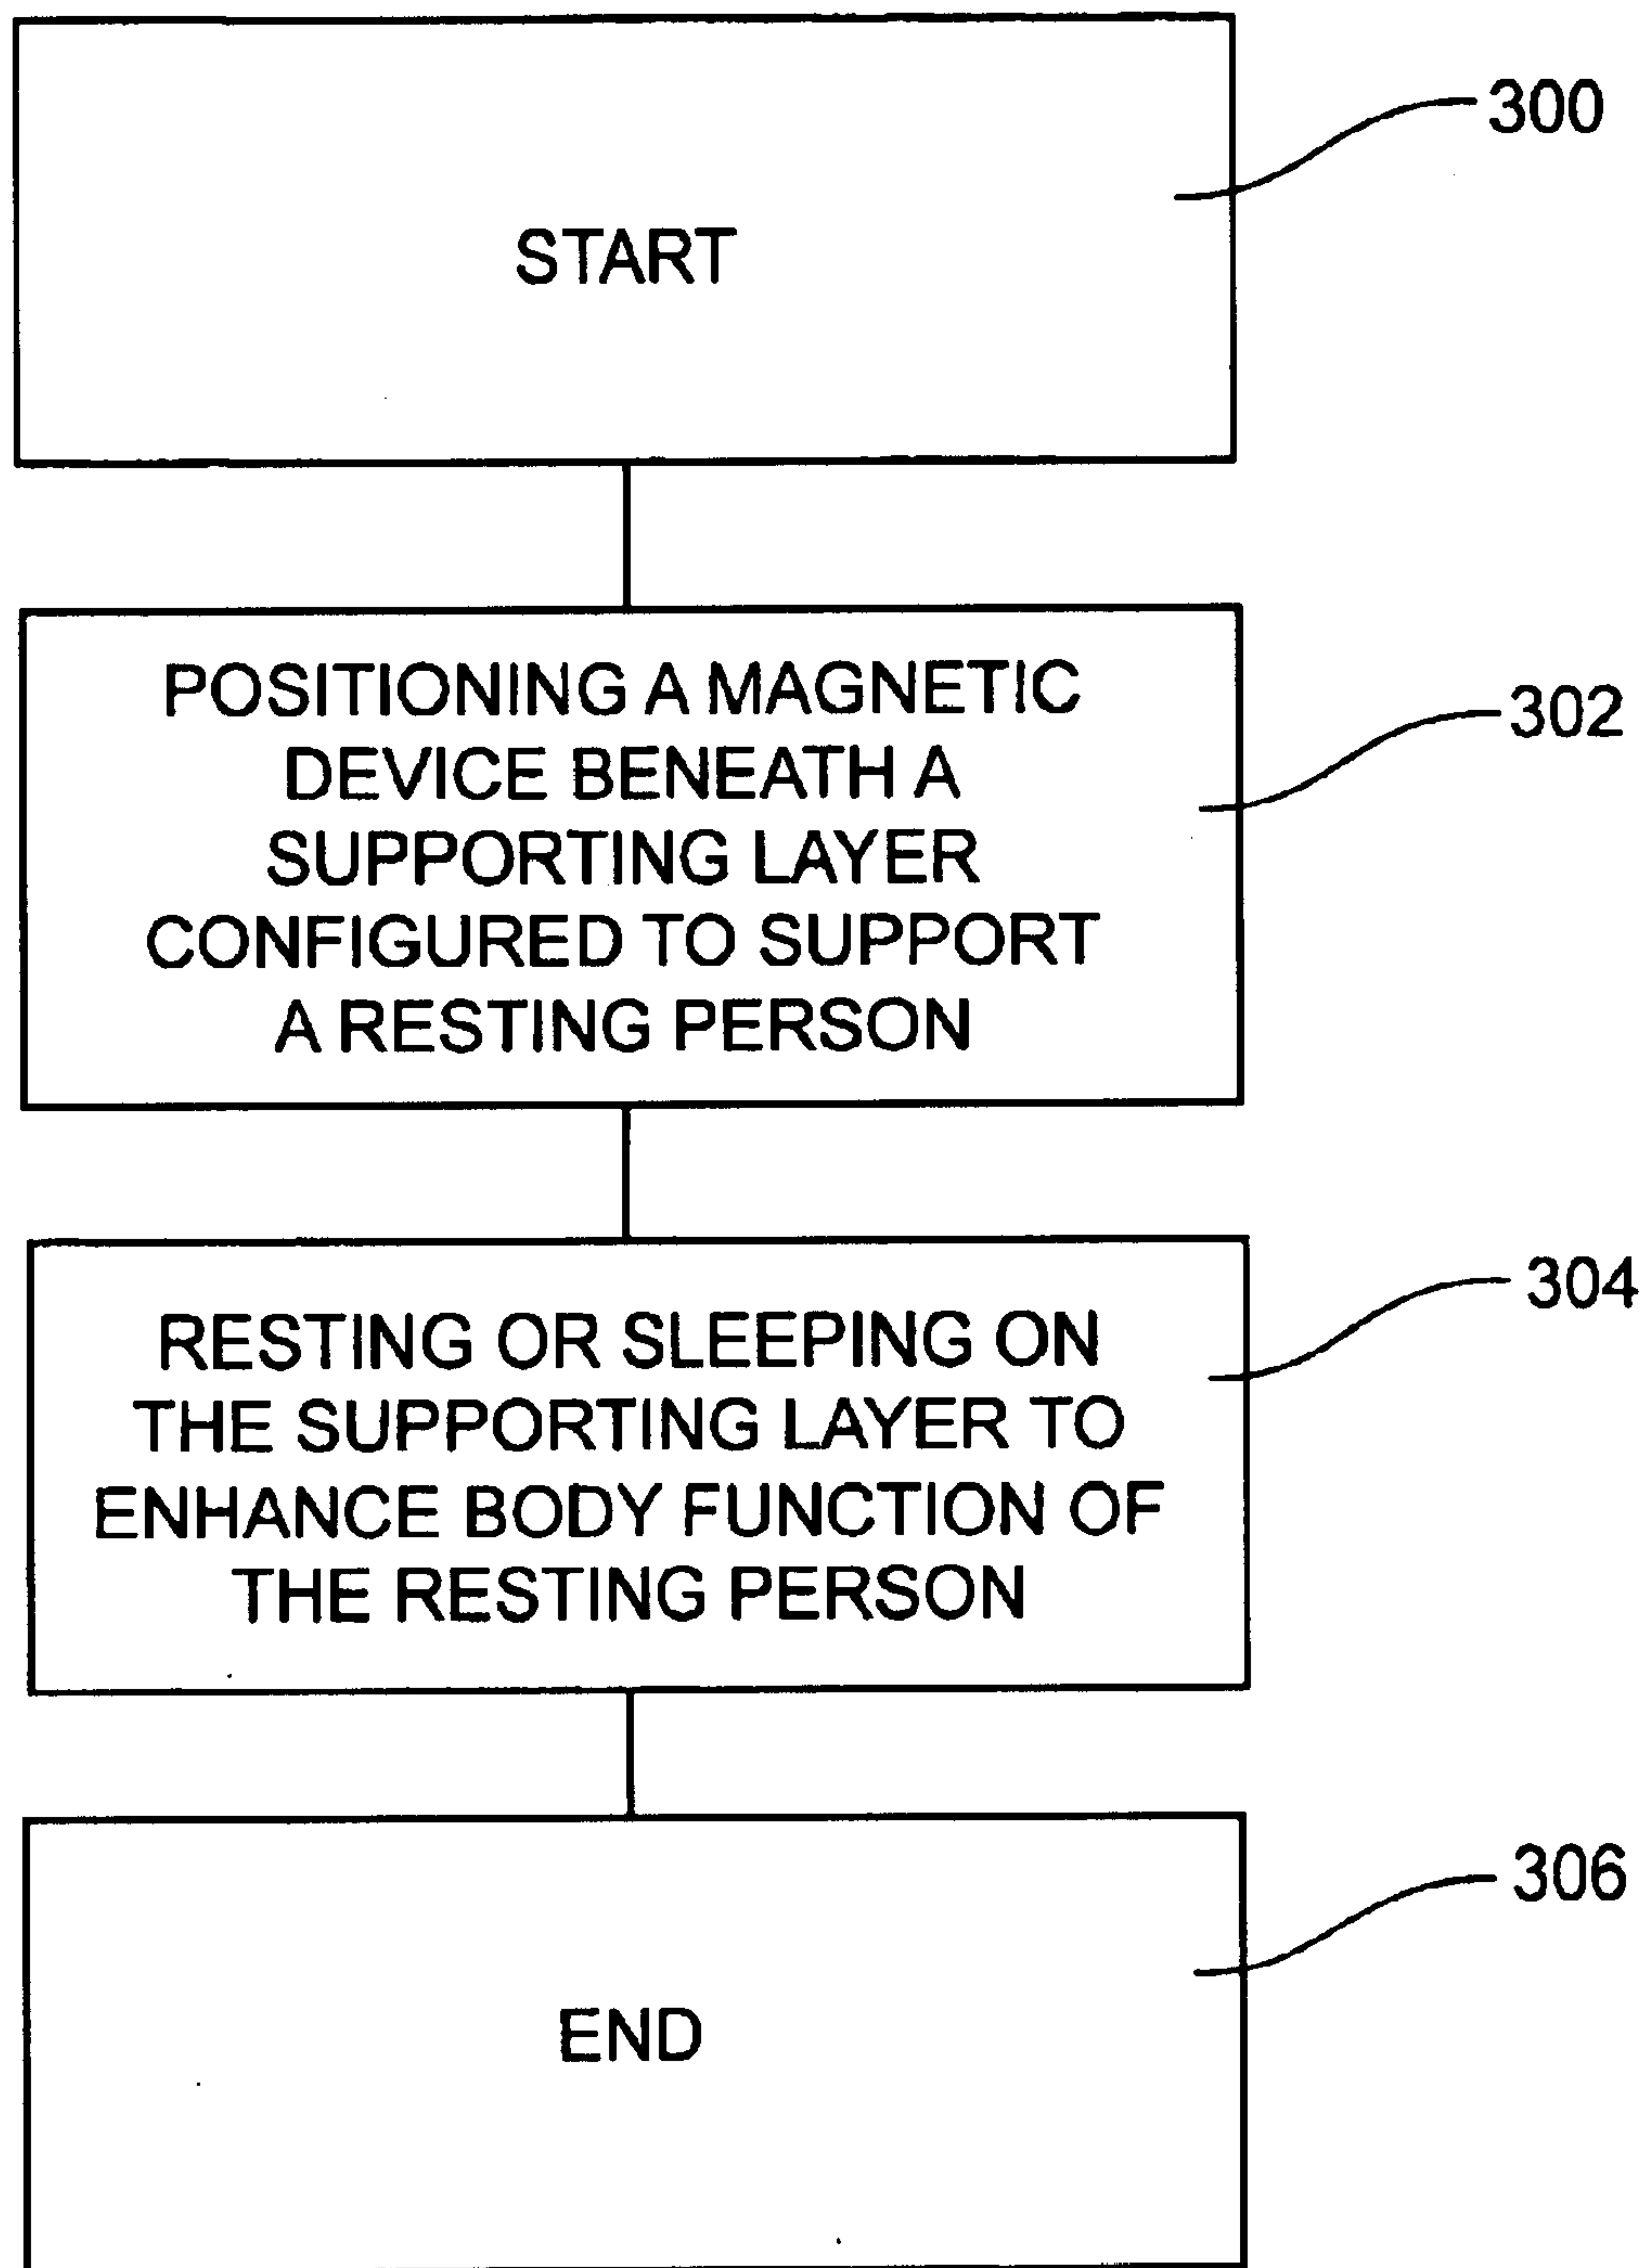 300
START
POSITIONING A MAGNETIC
302
DEVICE BENEATH A
SUPPORTING LAYER
CONFIGURED TO SUPPORT
A RESTING PERSON
304
RESTING OR SLEEPING ON
THE SUPPORTING LAYER TO
ENHANCE BODY FUNCTION OF
THE RESTING PERSON
306
END